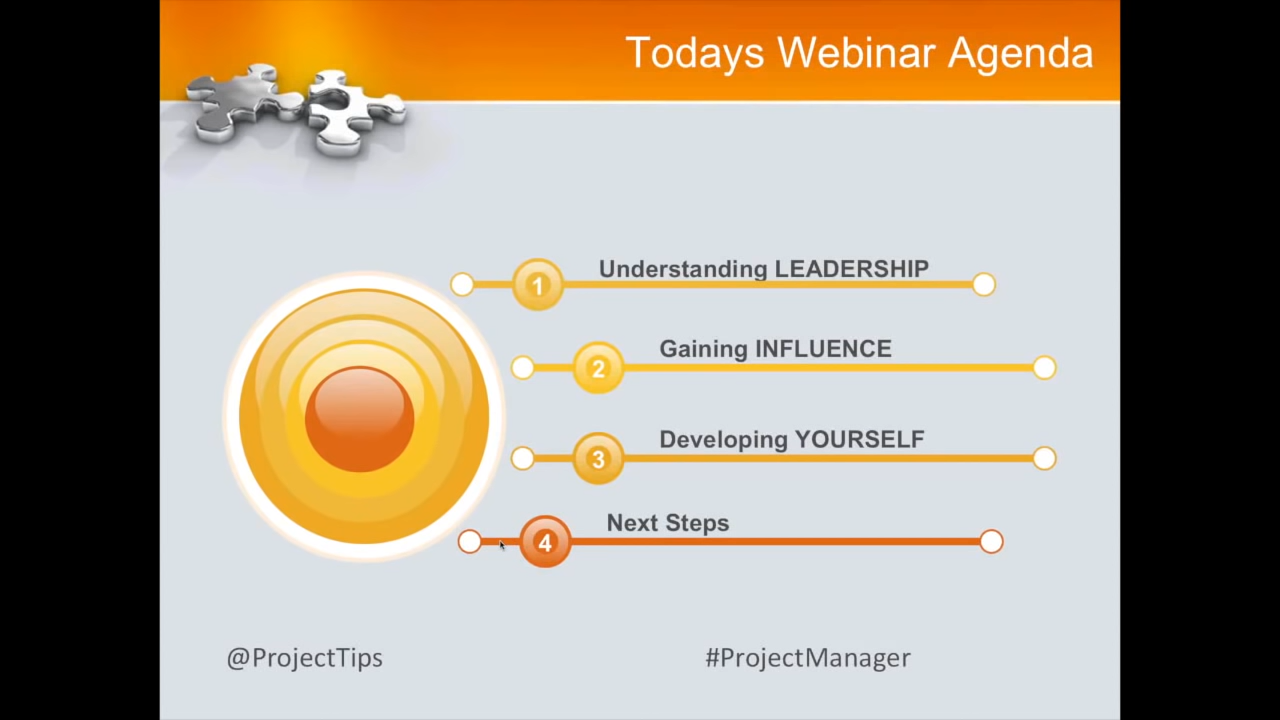 Todays Webinar Agenda
1 Understanding LEADERSHIP
2 Gaining INFLUENCE
3 Developing YOURSELF
4 Next Steps
@ProjectTips
#ProjectManager